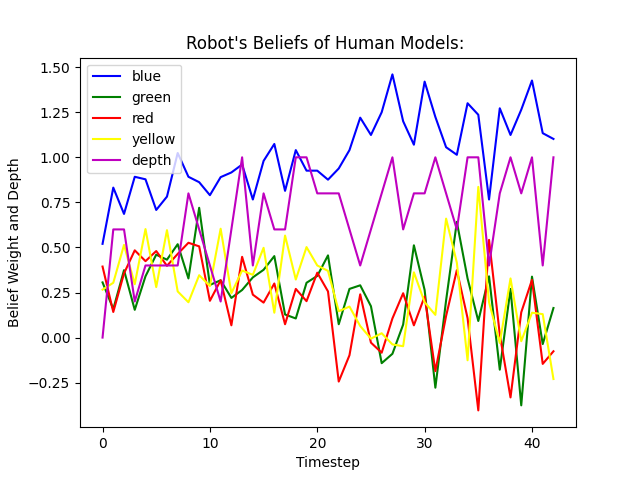 Robot's Beliefs of Human Models:
blue
green
red
yellow
depth
1.50
1.25
1.00
0.75
0.50
0.25
0.00
−0.25
Belief Weight and Depth
0 10 20 30 40
Timestep